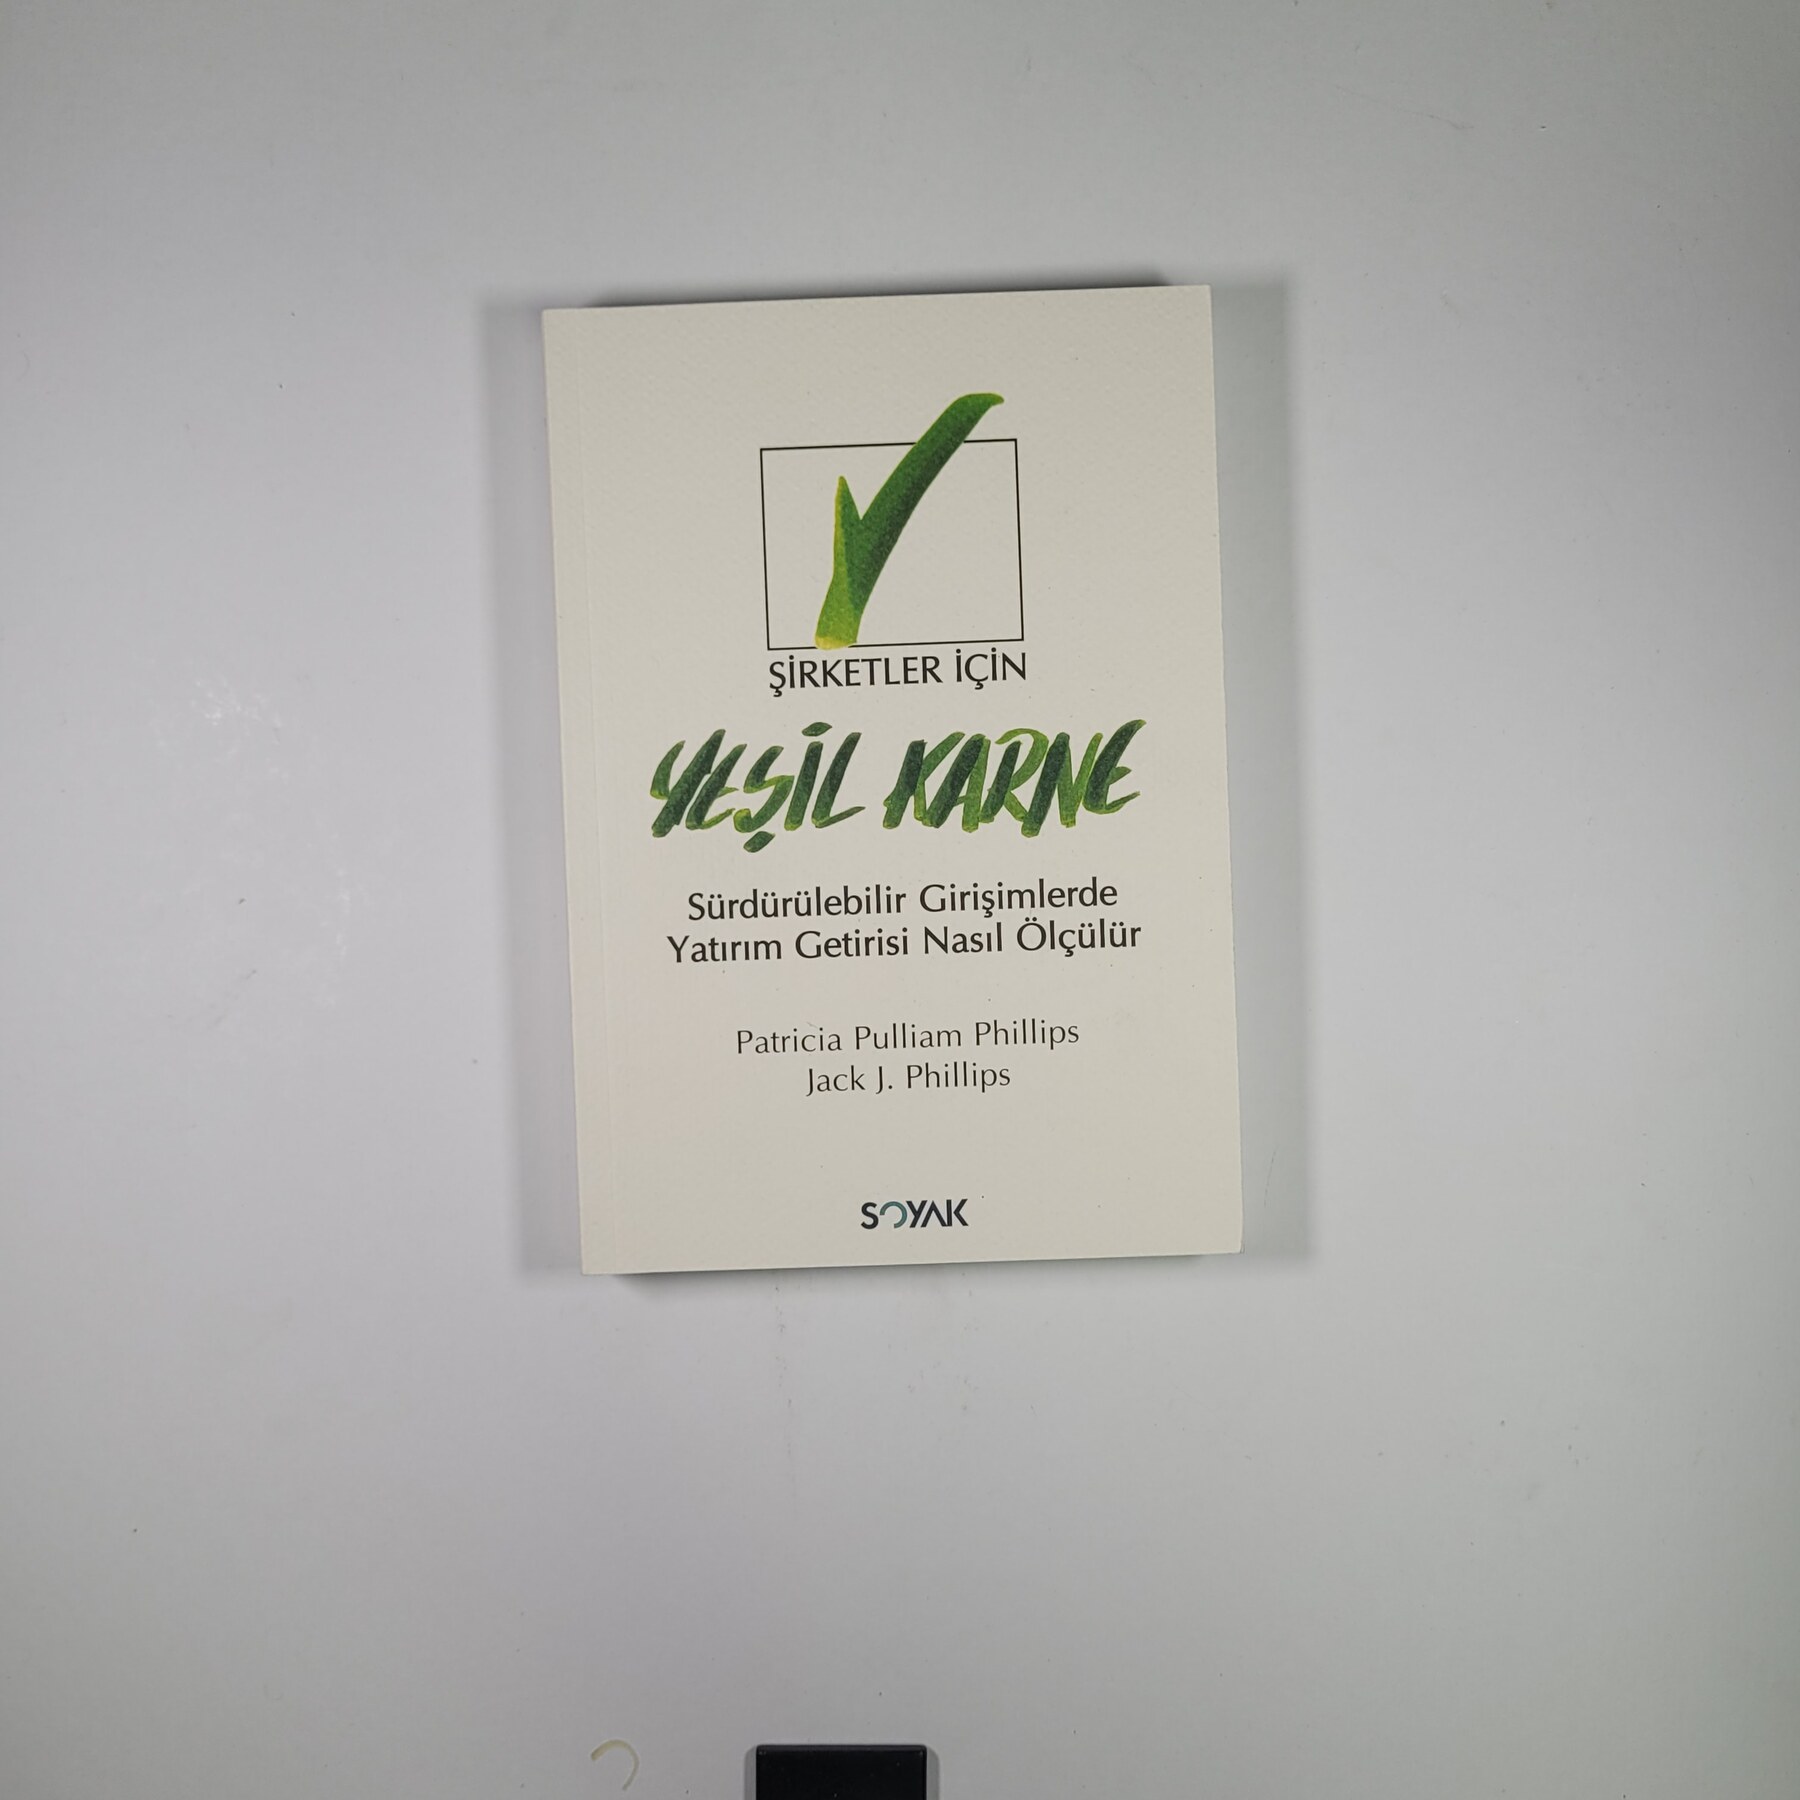 ŞİRKETLER İÇİN
YEŞİL KARNE
Sürdürülebilir Girişimlerde
Yatırım Getirisi Nasıl Ölçülür
Patricia Pulliam Phillips
Jack J. Phillips
SOYAK